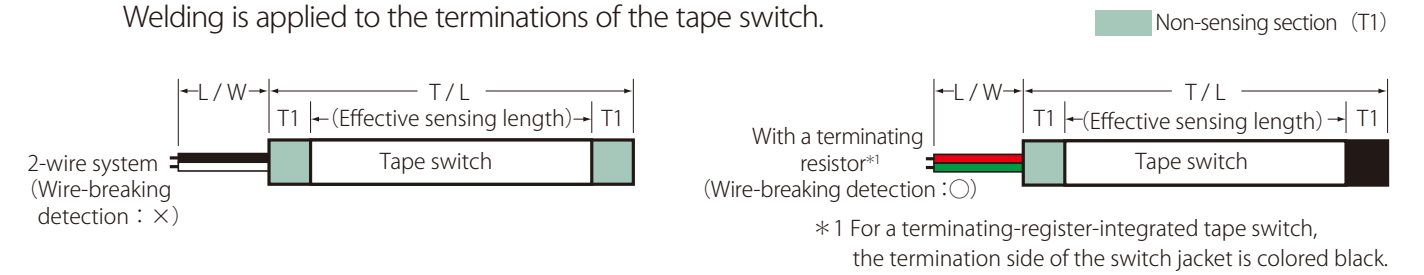 Welding is applied to the terminations of the tape switch.
Non-sensing section (T1)
L / W
T / L
T1
(Effective sensing length)
T1
2-wire system
(Wire-breaking
detection : ×)
Tape switch
L / W
T / L
T1
(Effective sensing length)
T1
With a terminating
resistor*1
(Wire-breaking detection :○)
Tape switch
*1 For a terminating-register-integrated tape switch,
the termination side of the switch jacket is colored black.